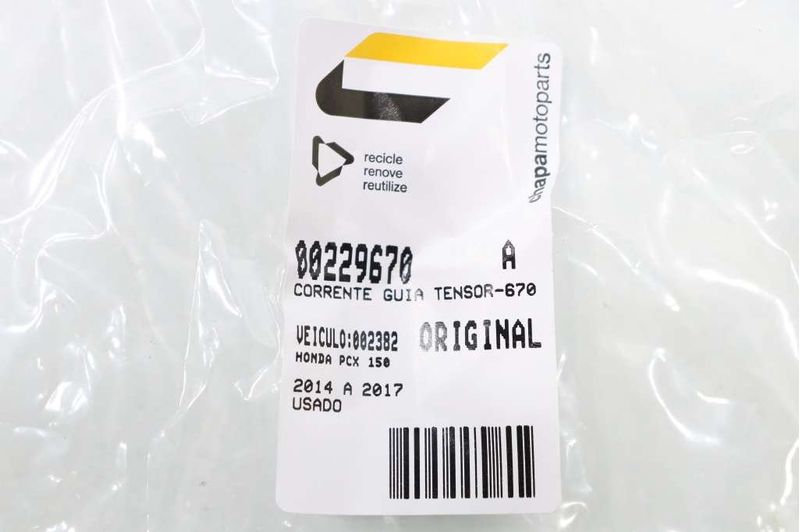 chapamotoparts
recicle
renove
reutilize
00229670 A
CORRENTE GUIA TENSOR-670
VEICULO:002382 ORIGINAL
HONDA PCX 150
2014 A 2017
USADO